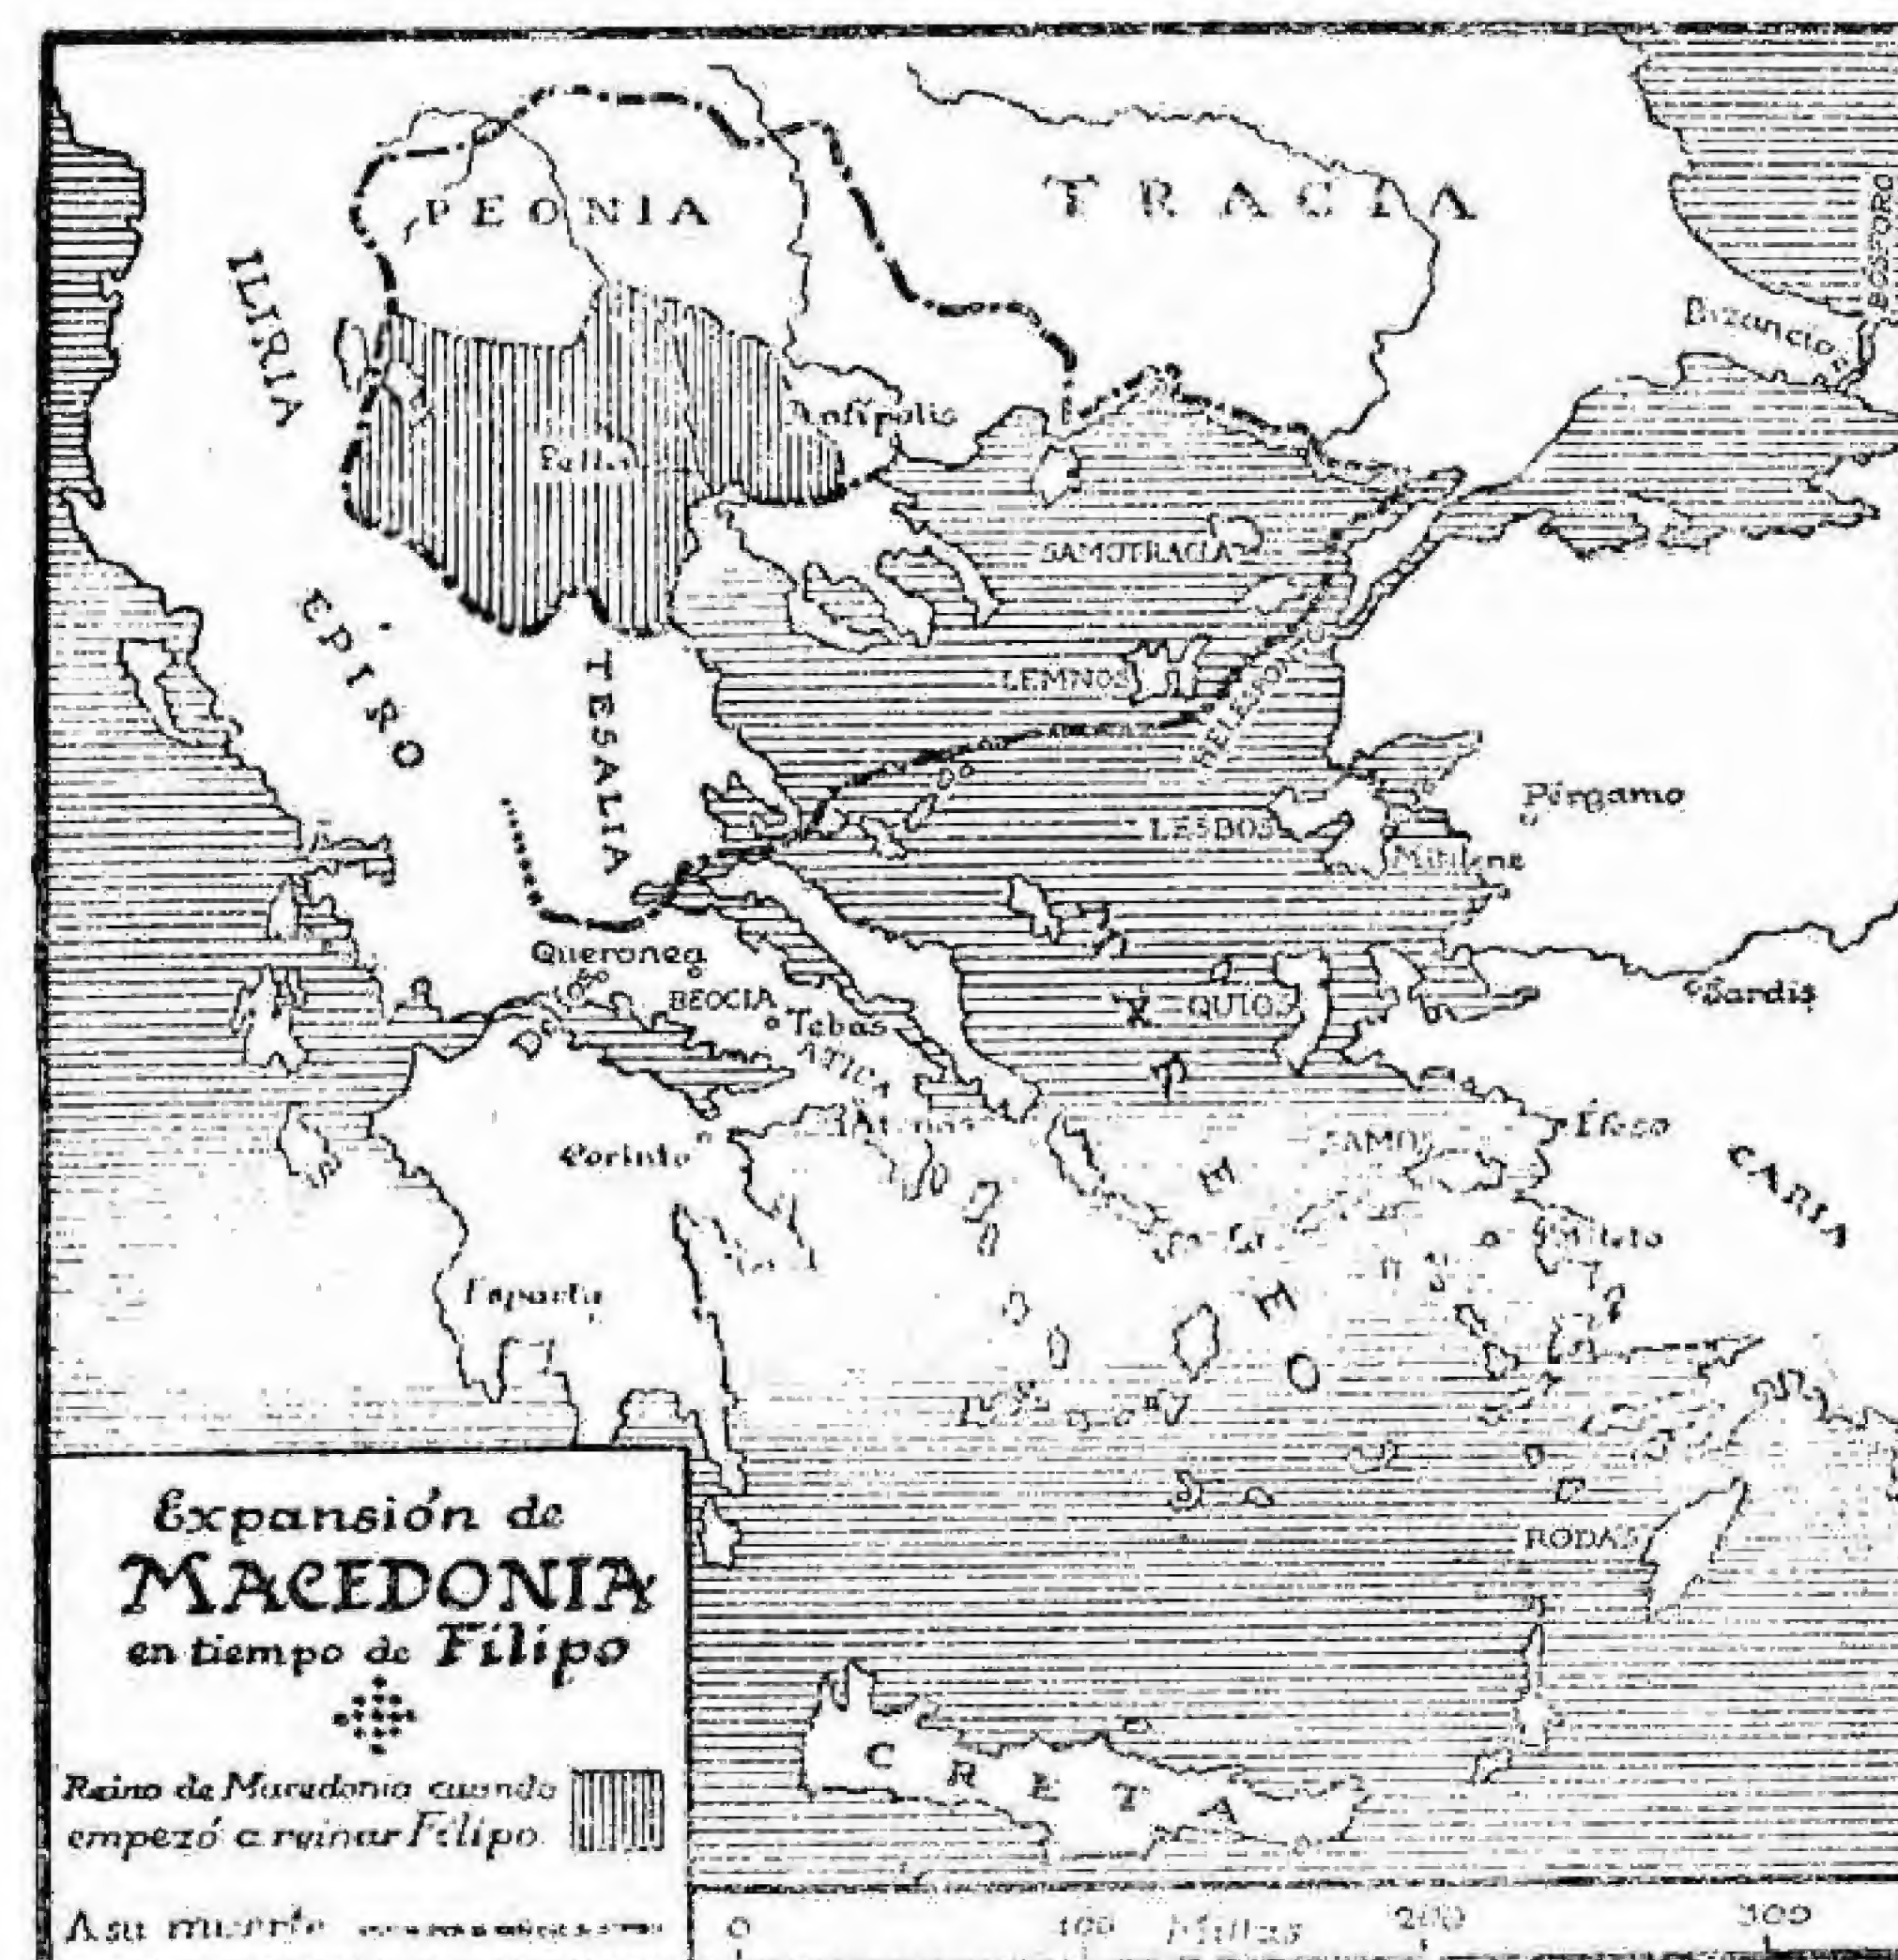 TRACIA
PEONIA
BÓSFORO
ILIRIA
Bizancio
Anfípolis
Pella
SAMOTRACIA
EPIRO
TESALIA
LEMNOS
HELESPONTO
Pérgamo
LESBOS
Mitilene
Queronea
BEOCIA
QUIOS
Sardis
Tebas
ATICA
Atenas
Corinto
Éfeso
SAMOS
CARIA
Mileto
Esparta
EGEO
RODAS
CRETA
Expansión de
MACEDONIA
en tiempo de Filipo
Reino de Macedonia cuando
empezó a reinar Filipo
A su muerte
0 100 Millas 200 300